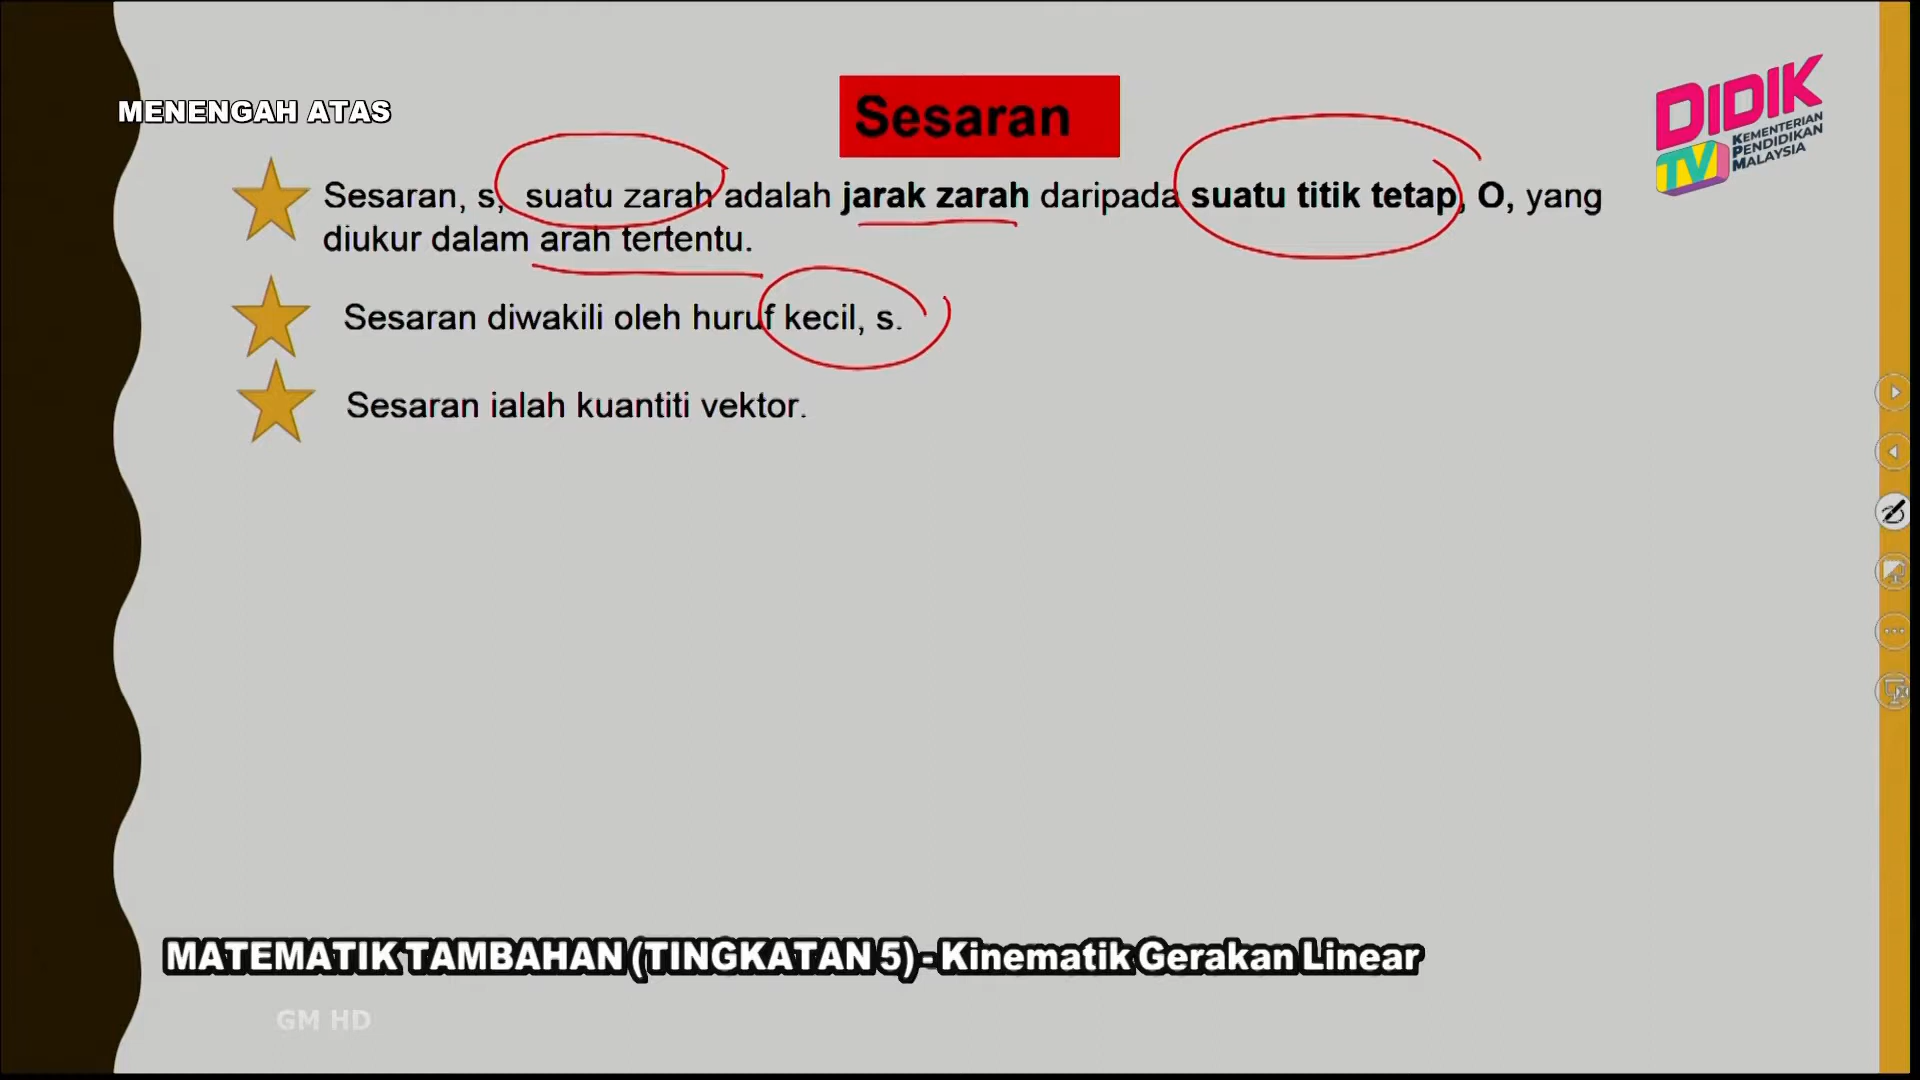 MENENGAH ATAS
Sesaran
DIDIK
TV
KEMENTERIAN
PENDIDIKAN
MALAYSIA
Sesaran, s, suatu zarah adalah jarak zarah daripada suatu titik tetap, O, yang
diukur dalam arah tertentu.
Sesaran diwakili oleh huruf kecil, s.
Sesaran ialah kuantiti vektor.
MATEMATIK TAMBAHAN (TINGKATAN 5) - Kinematik Gerakan Linear
GM HD